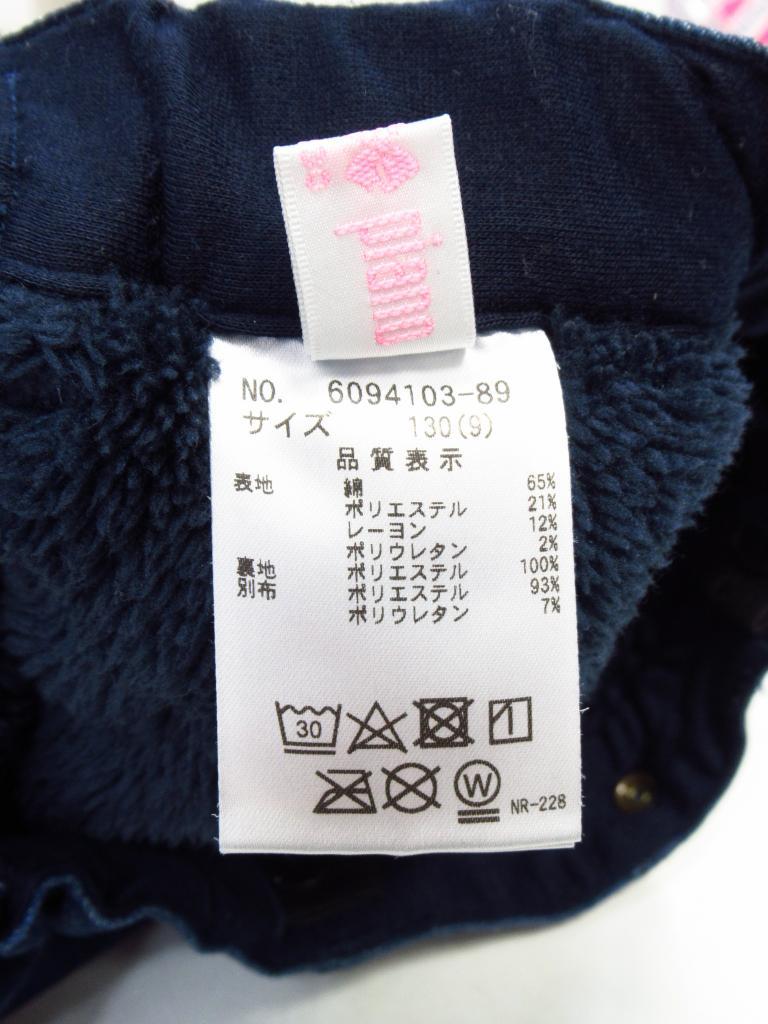 NO. 6094103-89
サイズ 130(9)
品質表示
表地 綿 65%
ポリエステル 21%
レーヨン 12%
ポリウレタン 2%
裏地 ポリエステル 100%
別布 ポリエステル 93%
ポリウレタン 7%
30
W
NR-228